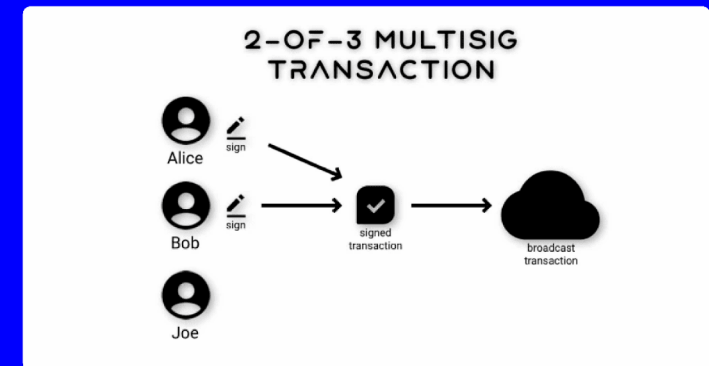 2-OF-3 MULTISIG
TRANSACTION
Alice
sign
Bob
sign
Joe
signed
transaction
broadcast
transaction